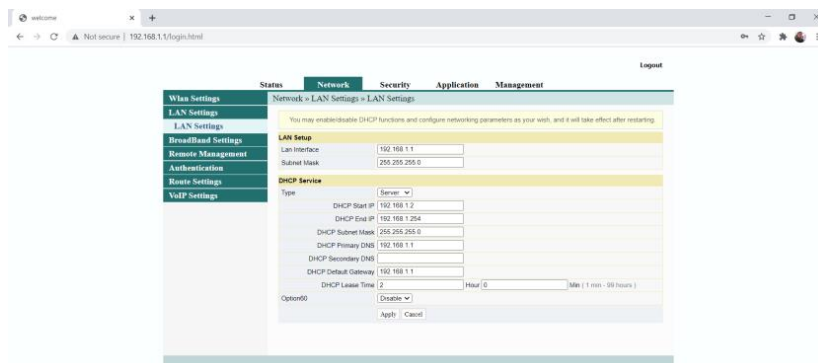 welcome
Not secure | 192.168.1.1/login.html
Logout
Status Network Security Application Management
Wlan Settings
Network » LAN Settings » LAN Settings
LAN Settings
LAN Settings
BroadBand Settings
Remote Management
Authentication
Route Settings
VoIP Settings
You may enable/disable DHCP functions and configure networking parameters as your wish, and it will take effect after restarting.
LAN Setup
Lan Interface 192.168.1.1
Subnet Mask 255.255.255.0
DHCP Service
Type Server
DHCP Start IP 192.168.1.2
DHCP End IP 192.168.1.254
DHCP Subnet Mask 255.255.255.0
DHCP Primary DNS 192.168.1.1
DHCP Secondary DNS
DHCP Default Gateway 192.168.1.1
DHCP Lease Time 2 Hour 0 Min ( 1 min - 99 hours )
Option60 Disable
Apply Cancel